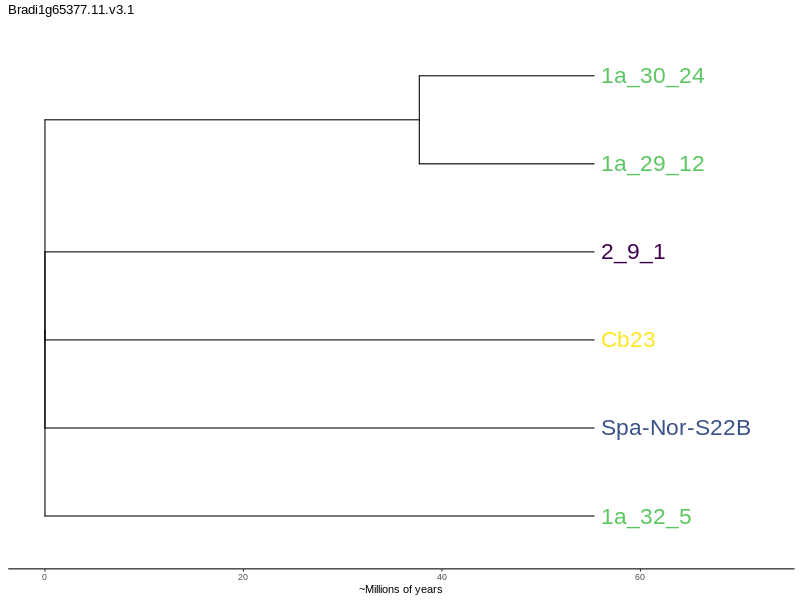 Bradi1g65377.11.v3.1
1a_30_24
1a_29_12
2_9_1
Cb23
Spa-Nor-S22B
1a_32_5
0 20 40 60
~Millions of years